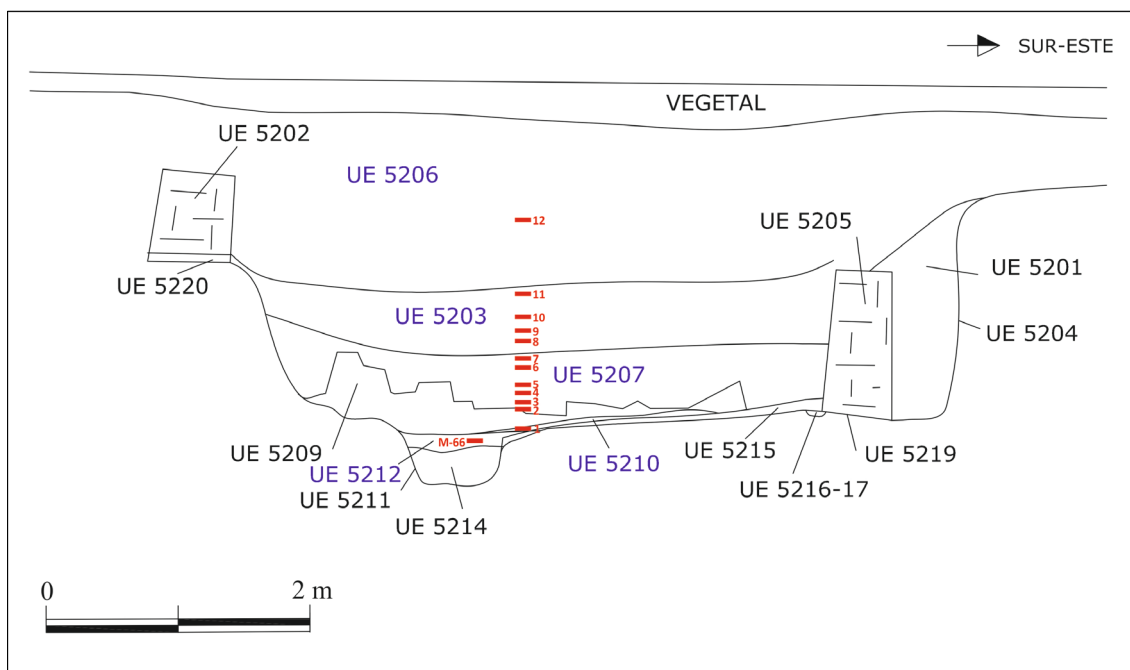 SUR-ESTE
VEGETAL
UE 5202
UE 5206
12
UE 5205
UE 5201
UE 5220
11
UE 5203
10
9
8
UE 5204
7
6
UE 5207
5
4
3
2
1
M-66
UE 5209
UE 5212
UE 5210
UE 5215
UE 5219
UE 5211
UE 5216-17
UE 5214
0
2 m